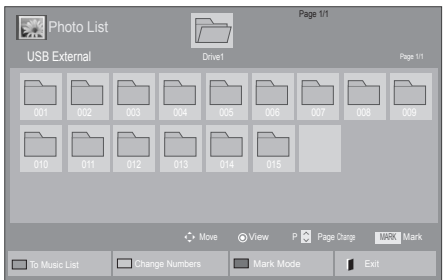 Page 1/1
Photo List
USB External
Drive1
Page 1/1
001 002 003 004 005 006 007 008 009
010 011 012 013 014 015
Move View P Page Change MARK Mark
To Music List Change Numbers Mark Mode Exit